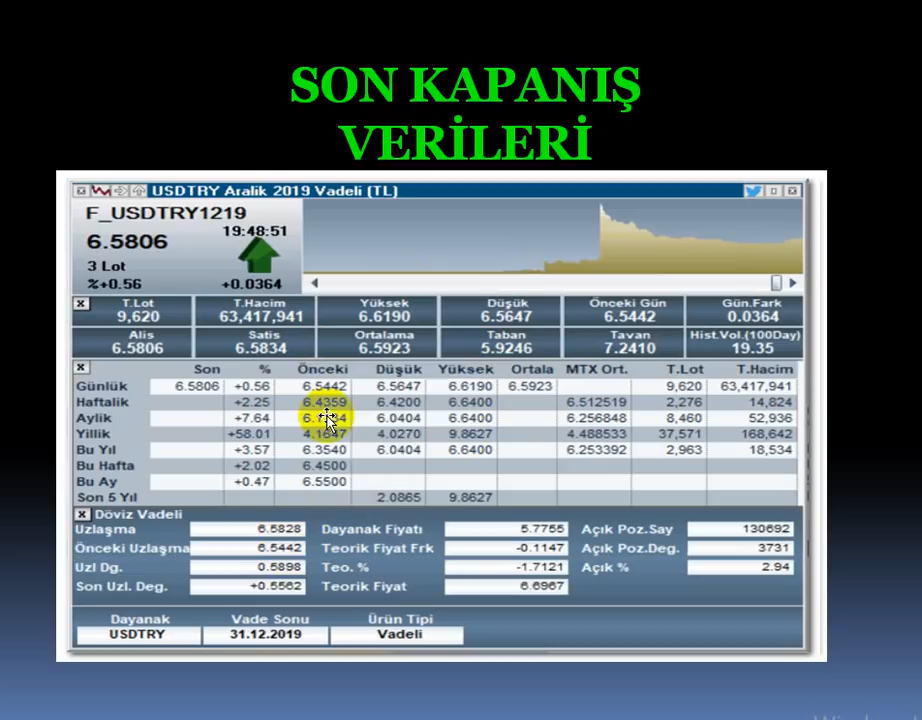 SON KAPANIŞ
VERİLERİ
USDTRY Aralik 2019 Vadeli (TL)
F_USDTRY1219
19:48:51
6.5806
3 Lot
%+0.56 +0.0364
T.Lot T.Hacim Yüksek Düşük Önceki Gün Gün.Fark
9,620 63,417,941 6.6190 6.5647 6.5442 0.0364
Alis Satis Ortalama Taban Tavan Hist.Vol.(100Day)
6.5806 6.5834 6.5923 5.9246 7.2410 19.35
Son % Önceki Düşük Yüksek Ortala MTX Ort. T.Lot T.Hacim
Günlük 6.5806 +0.56 6.5442 6.5647 6.6190 6.5923 9,620 63,417,941
Haftalik +2.25 6.4359 6.4200 6.6400 6.512519 2,276 14,824
Aylik +7.64 6.0404 6.6400 6.256848 8,460 52,936
Yillik +58.01 4.1647 4.0270 9.8627 4.488533 37,571 168,642
Bu Yıl +3.57 6.3540 6.0404 6.6400 6.253392 2,963 18,534
Bu Hafta +2.02 6.4500
Bu Ay +0.47 6.5500
Son 5 Yıl 2.0865 9.8627
Döviz Vadeli
Uzlaşma 6.5828 Dayanak Fiyatı 5.7755 Açık Poz.Say 130692
Önceki Uzlaşma 6.5442 Teorik Fiyat Frk -0.1147 Açık Poz.Deg. 3731
Uzl Dg. 0.5898 Teo. % -1.7121 Açık % 2.94
Son Uzl. Deg. +0.5562 Teorik Fiyat 6.6967
Dayanak Vade Sonu Ürün Tipi
USDTRY 31.12.2019 Vadeli